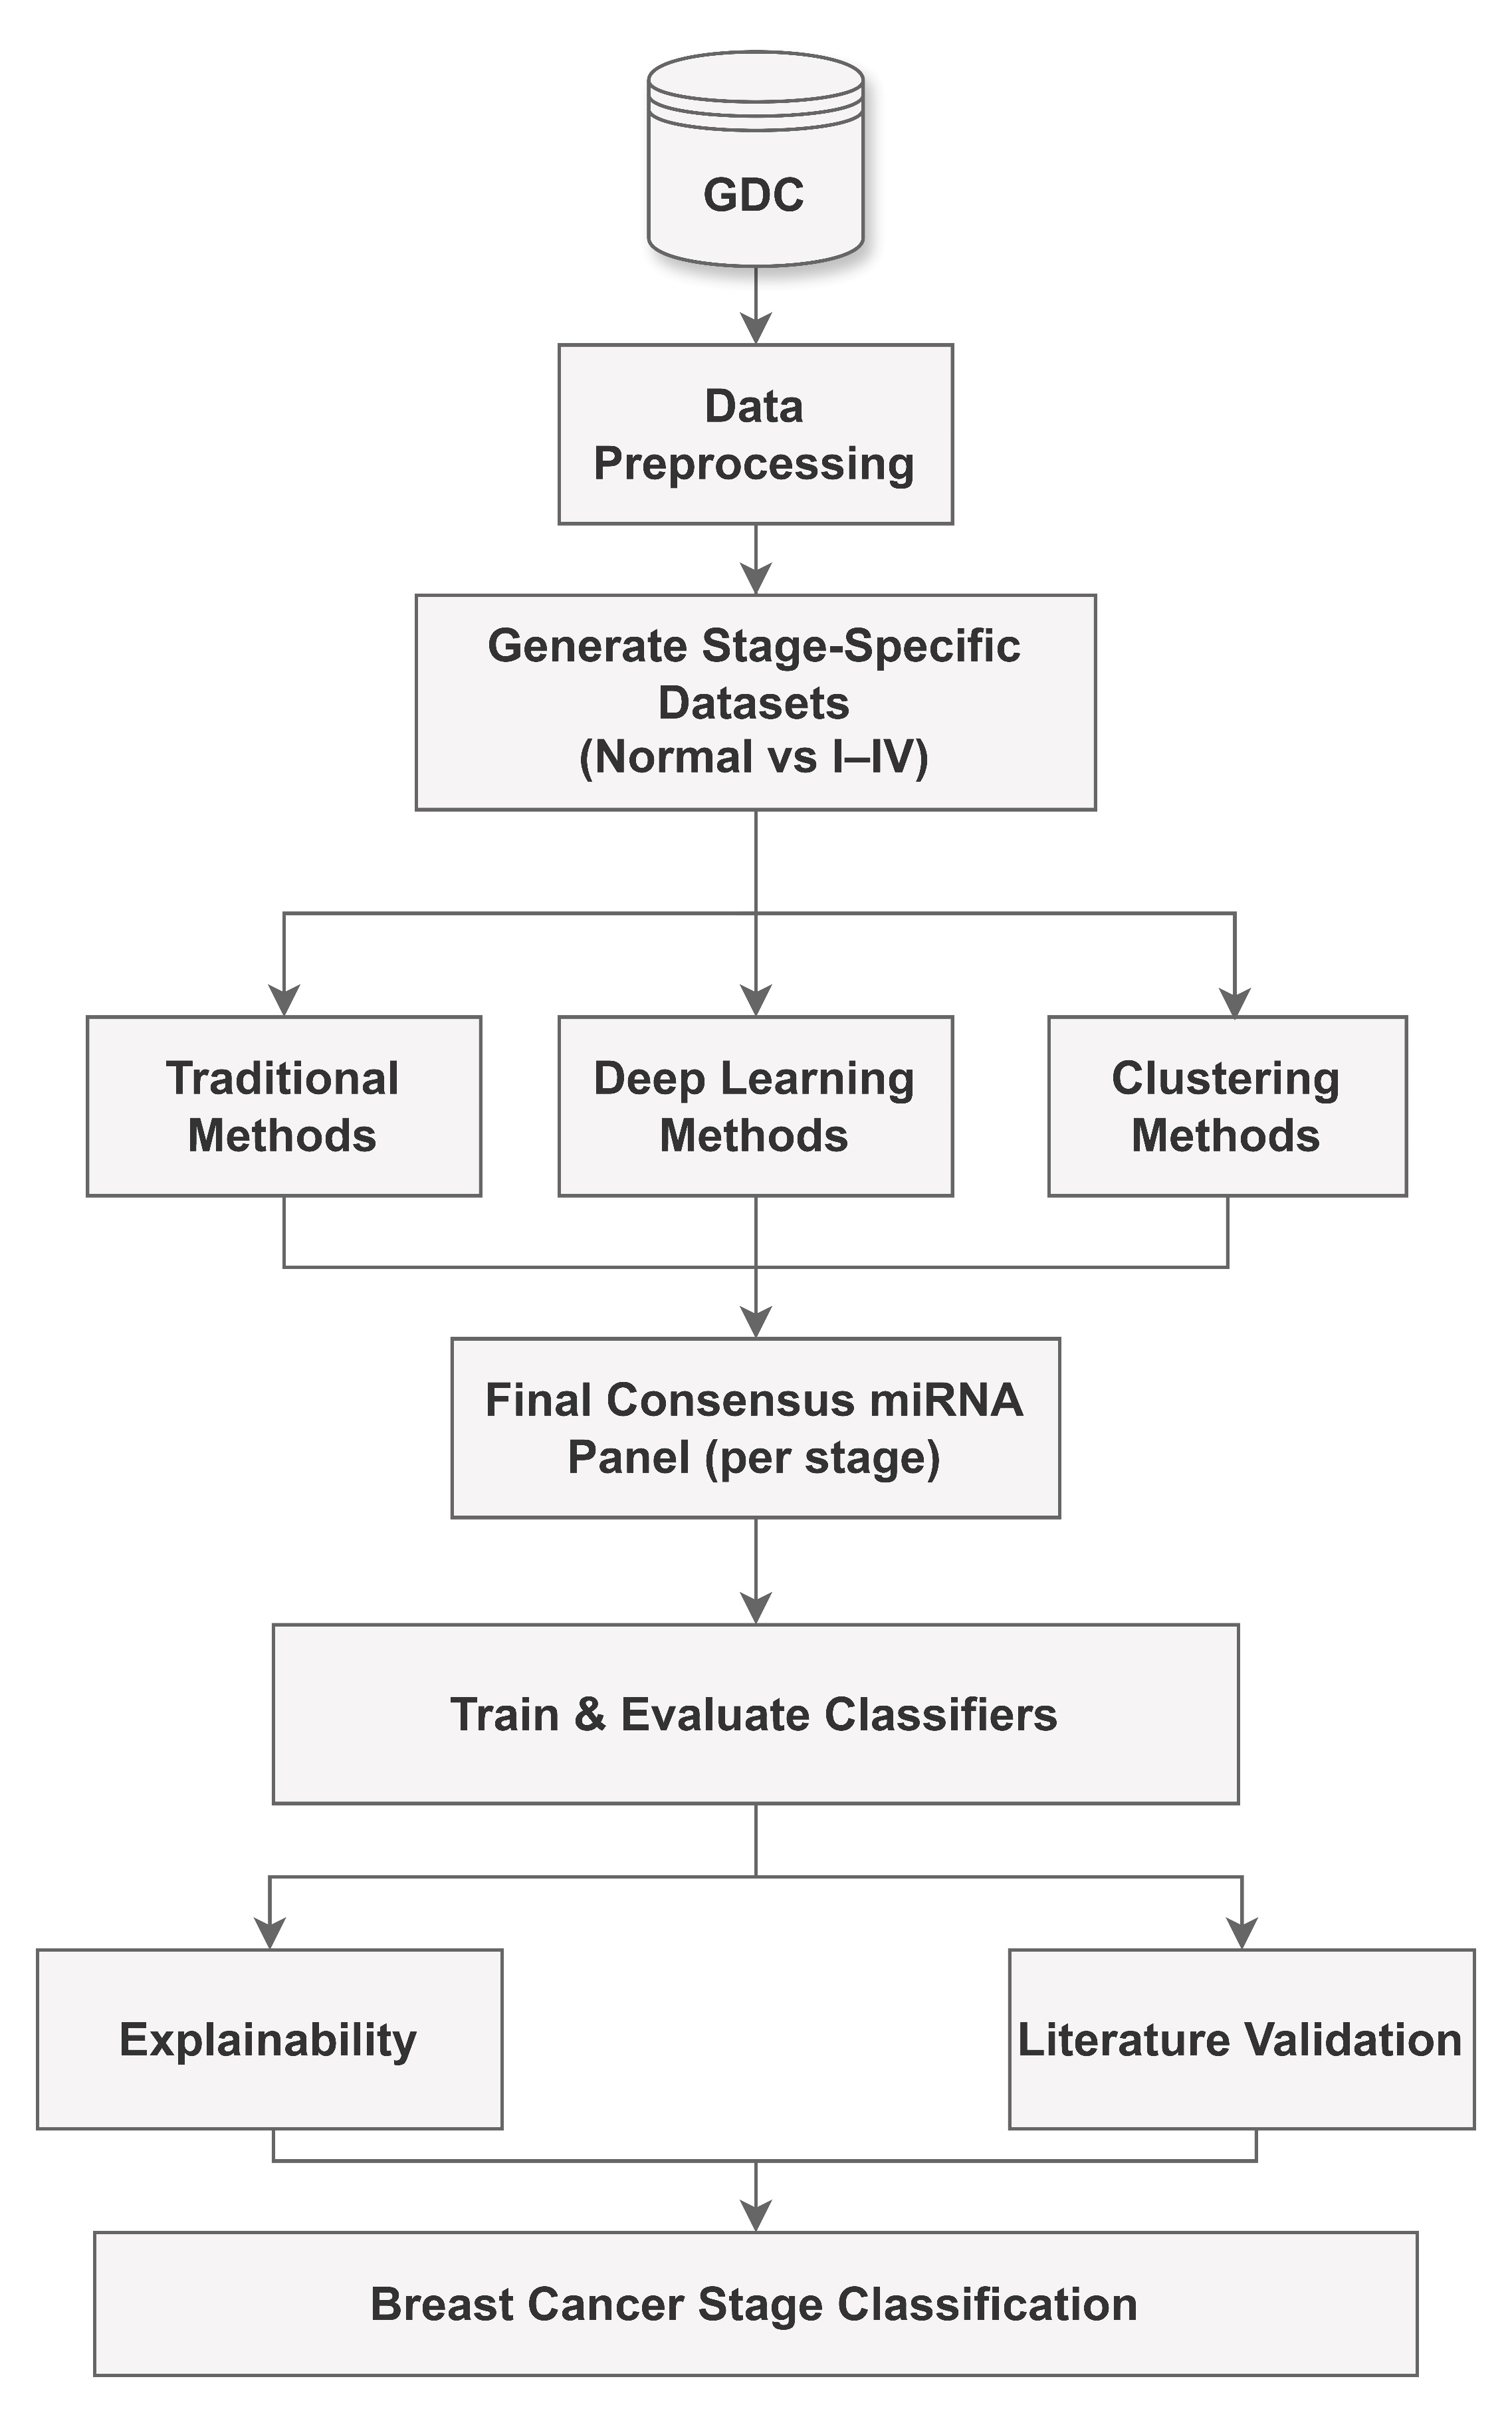 GDC
Data
Preprocessing
Generate Stage-Specific
Datasets
(Normal vs I–IV)
Traditional
Methods
Deep Learning
Methods
Clustering
Methods
Final Consensus miRNA
Panel (per stage)
Train & Evaluate Classifiers
Explainability
Literature Validation
Breast Cancer Stage Classification